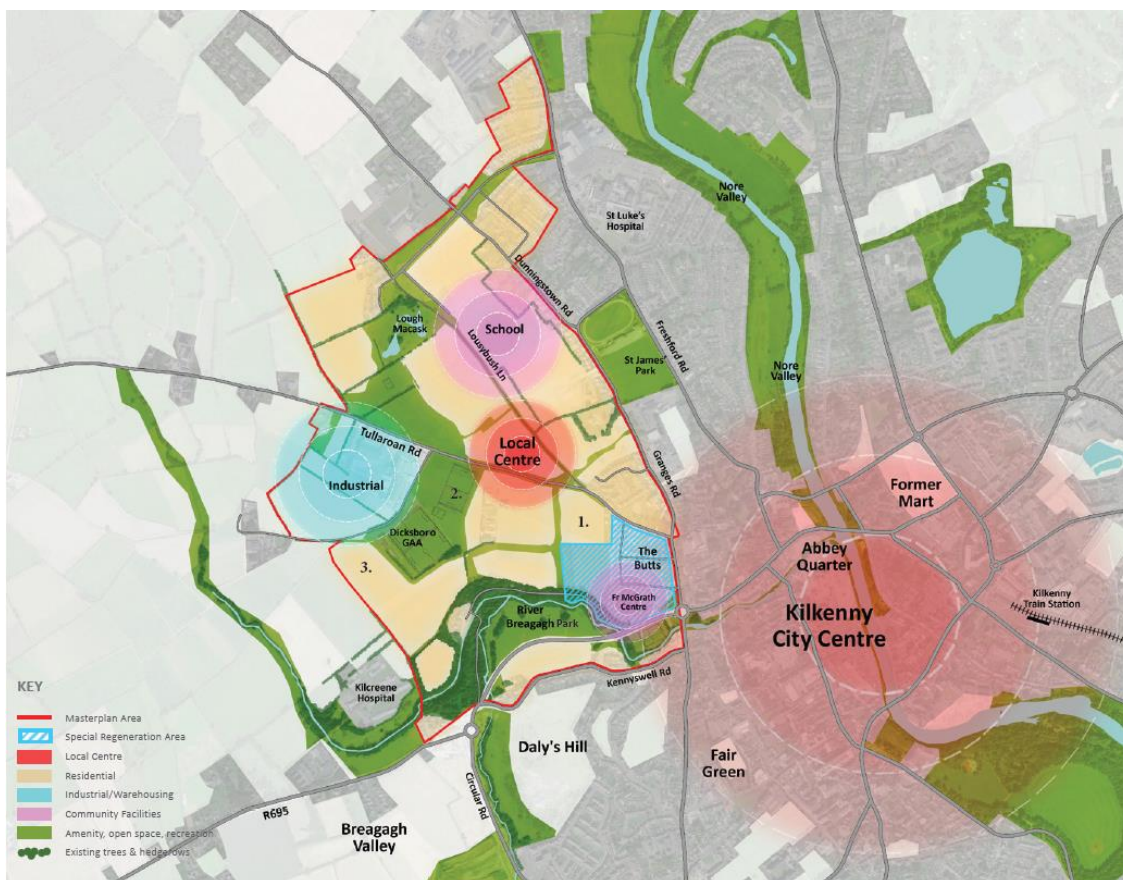 Nore
Valley
St Luke's
Hospital
Dunningstown Rd
Lough
Macask
School
Lousybush Ln
Freshford Rd
St James'
Park
Nore
Valley
Tullaroan Rd
Local
Centre
Industrial
Granges Rd
Former
Mart
2.
1.
Dicksboro
GAA
The
Butts
Abbey
Quarter
3.
Fr McGrath
Centre
Kilkenny
Train Station
River
Breagagh Park
Kilkenny
City Centre
Kilcreene
Hospital
Kennyswell Rd
Daly's Hill
Fair
Green
Circular Rd
R695
Breagagh
Valley
KEY
Masterplan Area
Special Regeneration Area
Local Centre
Residential
Industrial/Warehousing
Community Facilities
Amenity, open space, recreation
Existing trees & hedgerows